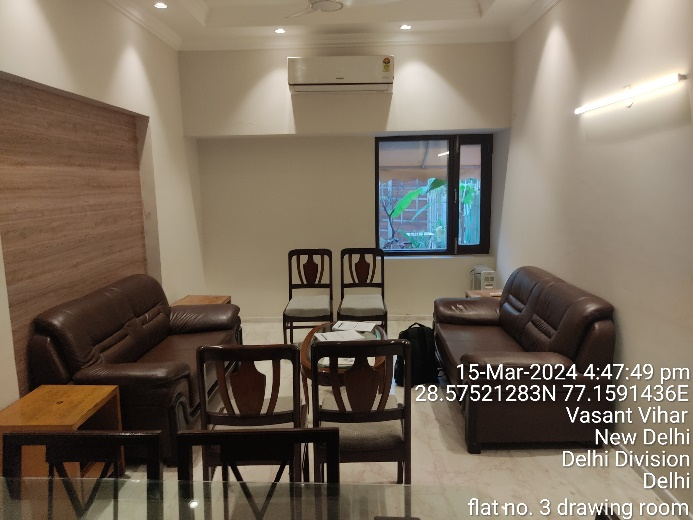 15-Mar-2024 4:47:49 pm
28.57521283N 77.1591436E
Vasant Vihar
New Delhi
Delhi Division
Delhi
flat no. 3 drawing room